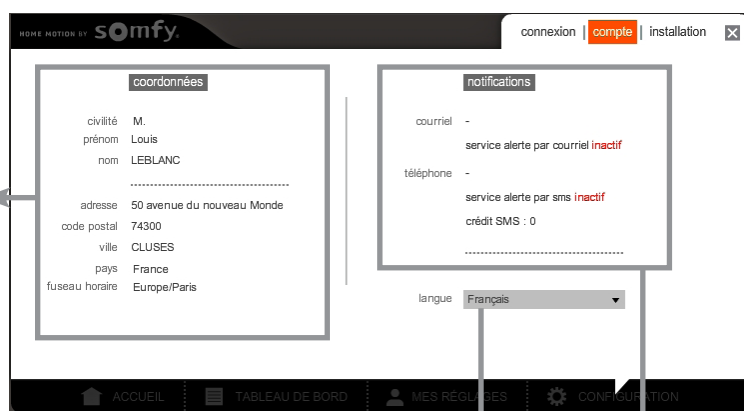 HOME MOTION BY somfy.
connexion | compte | installation
coordonnées
civilité M.
prénom Louis
nom LEBLANC
adresse 50 avenue du nouveau Monde
code postal 74300
ville CLUSES
pays France
fuseau horaire Europe/Paris
notifications
courriel -
service alerte par courriel inactif
téléphone -
service alerte par sms inactif
crédit SMS : 0
langue Français
ACCUEIL TABLEAU DE BORD MES RÉGLAGES CONFIGURATION